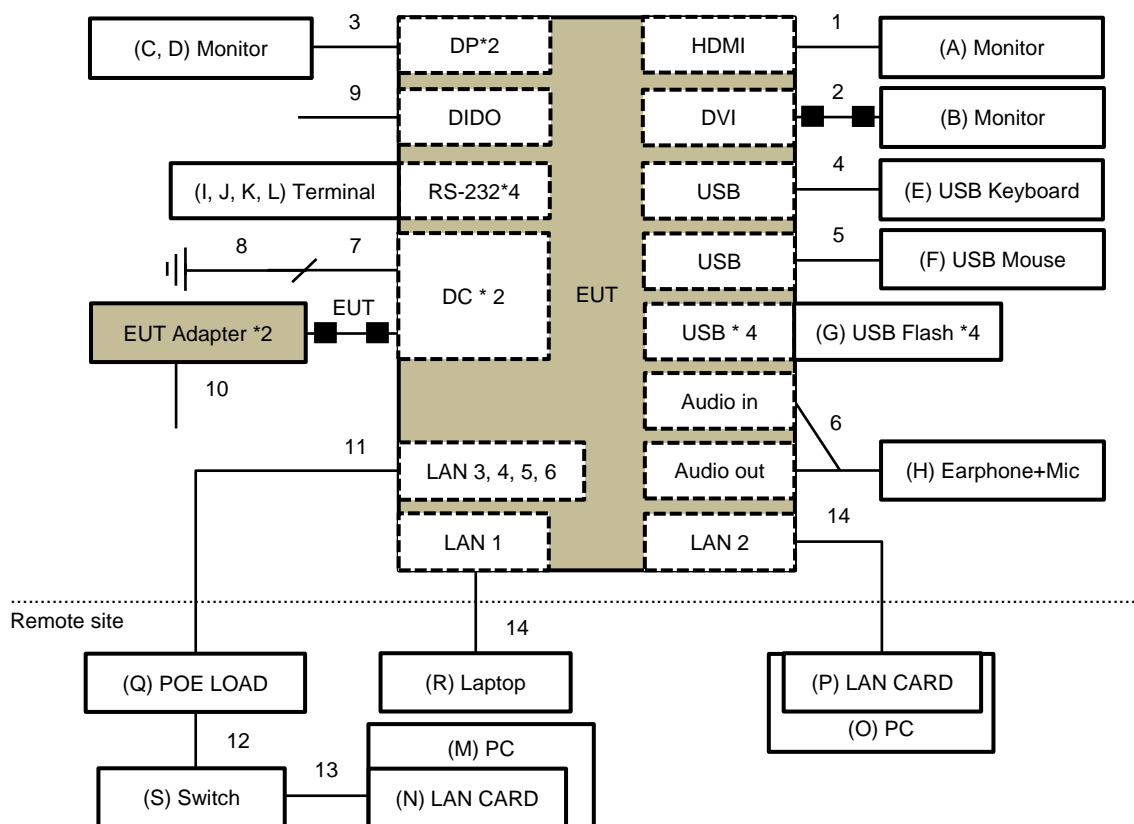 3
1
(C, D) Monitor
DP*2
HDMI
(A) Monitor
9
2
DIDO
DVI
(B) Monitor
4
(I, J, K, L) Terminal
RS-232*4
USB
(E) USB Keyboard
8
7
5
USB
(F) USB Mouse
DC * 2
EUT
EUT
EUT Adapter *2
USB * 4
(G) USB Flash *4
10
Audio in
6
11
LAN 3, 4, 5, 6
Audio out
(H) Earphone+Mic
14
LAN 1
LAN 2
Remote site
14
(Q) POE LOAD
(R) Laptop
(P) LAN CARD
(O) PC
12
(M) PC
13
(S) Switch
(N) LAN CARD